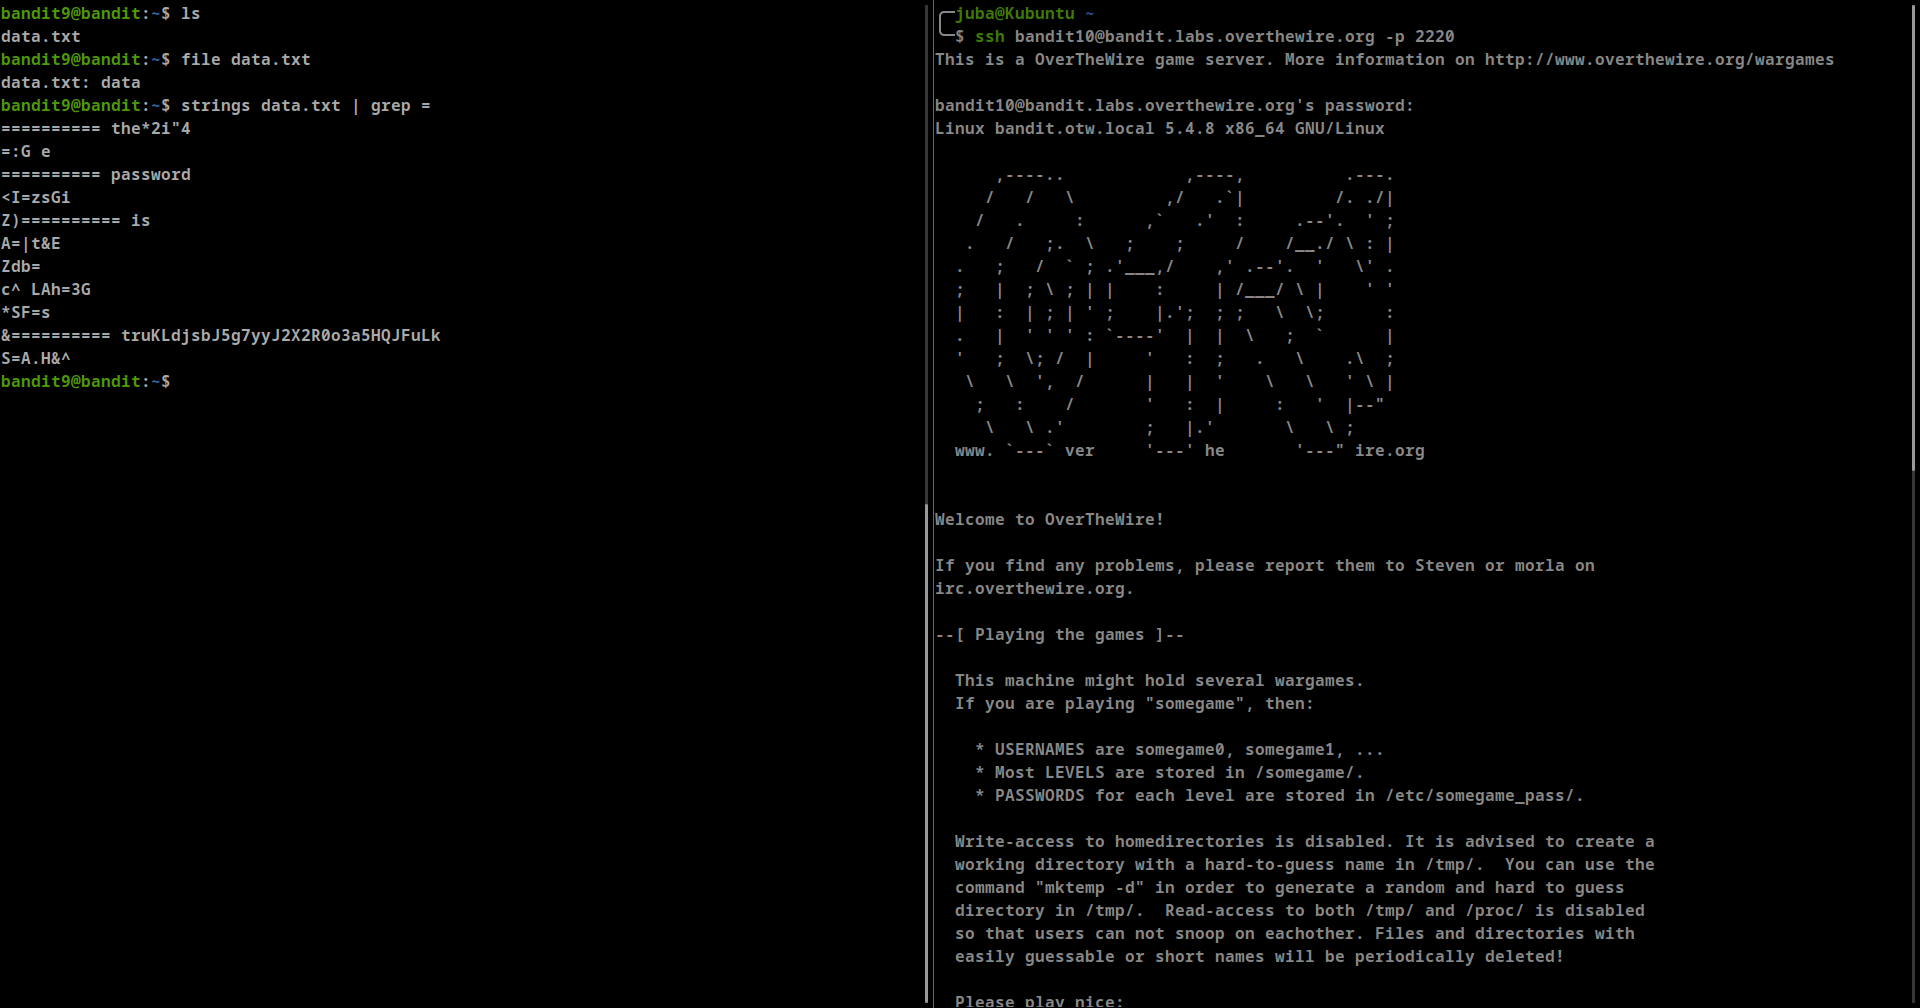 bandit9@bandit:~$ ls
data.txt
bandit9@bandit:~$ file data.txt
data.txt: data
bandit9@bandit:~$ strings data.txt | grep =
========== the*2i"4
=:G e
========== password
<I=zsGi
Z)========== is
A=|t&E
Zdb=
c^ LAh=3G
*SF=s
&========== truKLdjsbJ5g7yyJ2X2R0o3a5HQJFuLk
S=A.H&^
bandit9@bandit:~$
juba@Kubuntu ~
$ ssh bandit10@bandit.labs.overthewire.org -p 2220
This is a OverTheWire game server. More information on http://www.overthewire.org/wargames
bandit10@bandit.labs.overthewire.org's password:
Linux bandit.otw.local 5.4.8 x86_64 GNU/Linux
      ,----..            ,----,          .---.
     /   /   \         ,/   .`|         /. ./|
    /   .     :      ,`   .'  :     .--'.  ' ;
   .   /   ;.  \   ;    ;     /    /__./ \ : |
  .   ;   /  ` ; .'___,/    ,' .--'.  '   \' .
  ;   |  ; \ ; | |    :     | /___/ \ |    ' '
  |   :  | ; | ' ;    |.';  ; ;   \  \;      :
  .   |  ' ' ' : `----'  |  |  \   ;  `      |
  '   ;  \; /  |     '   :  ;   .   \    .\  ;
   \   \  ',  /      |   |  '    \   \   ' \ |
    ;   :    /       '   :  |     :   '  |--"
     \   \ .'        ;   |.'       \   \ ;
  www. `---` ver     '---' he       '---" ire.org
Welcome to OverTheWire!
If you find any problems, please report them to Steven or morla on
irc.overthewire.org.
--[ Playing the games ]--
This machine might hold several wargames.
If you are playing "somegame", then:
* USERNAMES are somegame0, somegame1, ...
* Most LEVELS are stored in /somegame/.
* PASSWORDS for each level are stored in /etc/somegame_pass/.
Write-access to homedirectories is disabled. It is advised to create a
working directory with a hard-to-guess name in /tmp/.  You can use the
command "mktemp -d" in order to generate a random and hard to guess
directory in /tmp/.  Read-access to both /tmp/ and /proc/ is disabled
so that users can not snoop on eachother. Files and directories with
easily guessable or short names will be periodically deleted!
Please play nice: